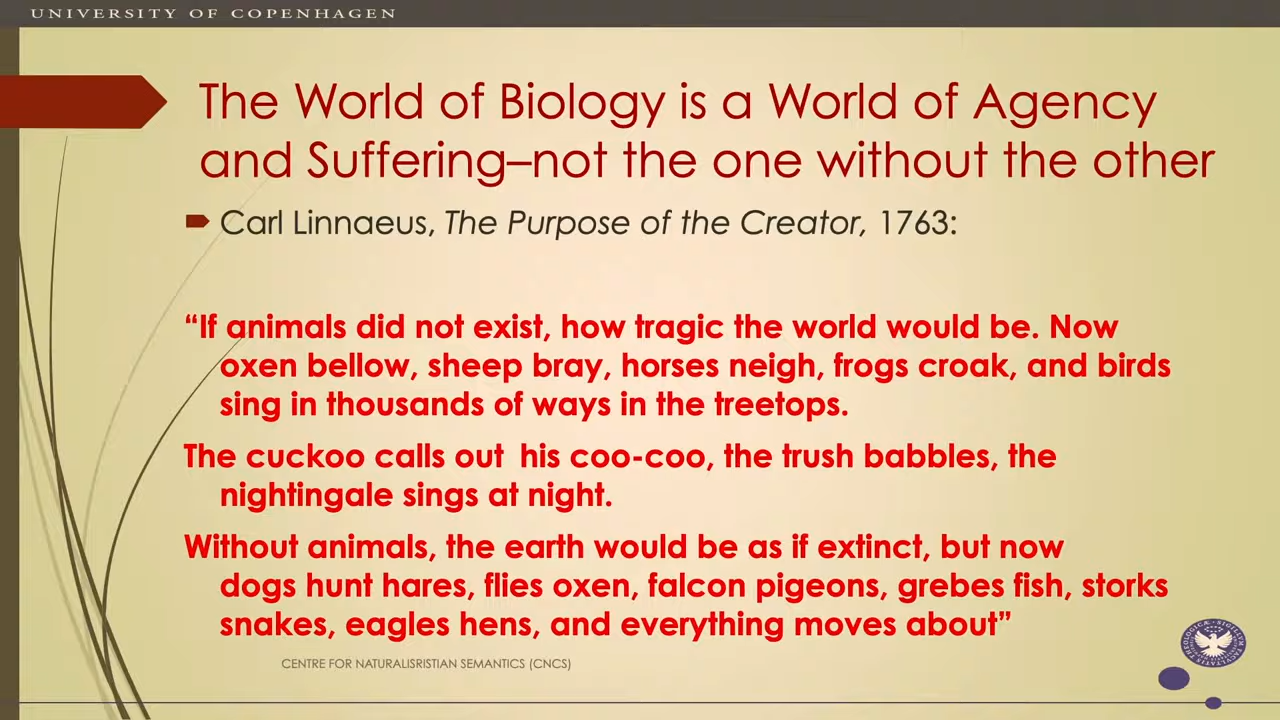 UNIVERSITY OF COPENHAGEN
The World of Biology is a World of Agency
and Suffering–not the one without the other
Carl Linnaeus, The Purpose of the Creator, 1763:
“If animals did not exist, how tragic the world would be. Now
oxen bellow, sheep bray, horses neigh, frogs croak, and birds
sing in thousands of ways in the treetops.
The cuckoo calls out his coo-coo, the trush babbles, the
nightingale sings at night.
Without animals, the earth would be as if extinct, but now
dogs hunt hares, flies oxen, falcon pigeons, grebes fish, storks
snakes, eagles hens, and everything moves about”
CENTRE FOR NATURALISRISTIAN SEMANTICS (CNCS)